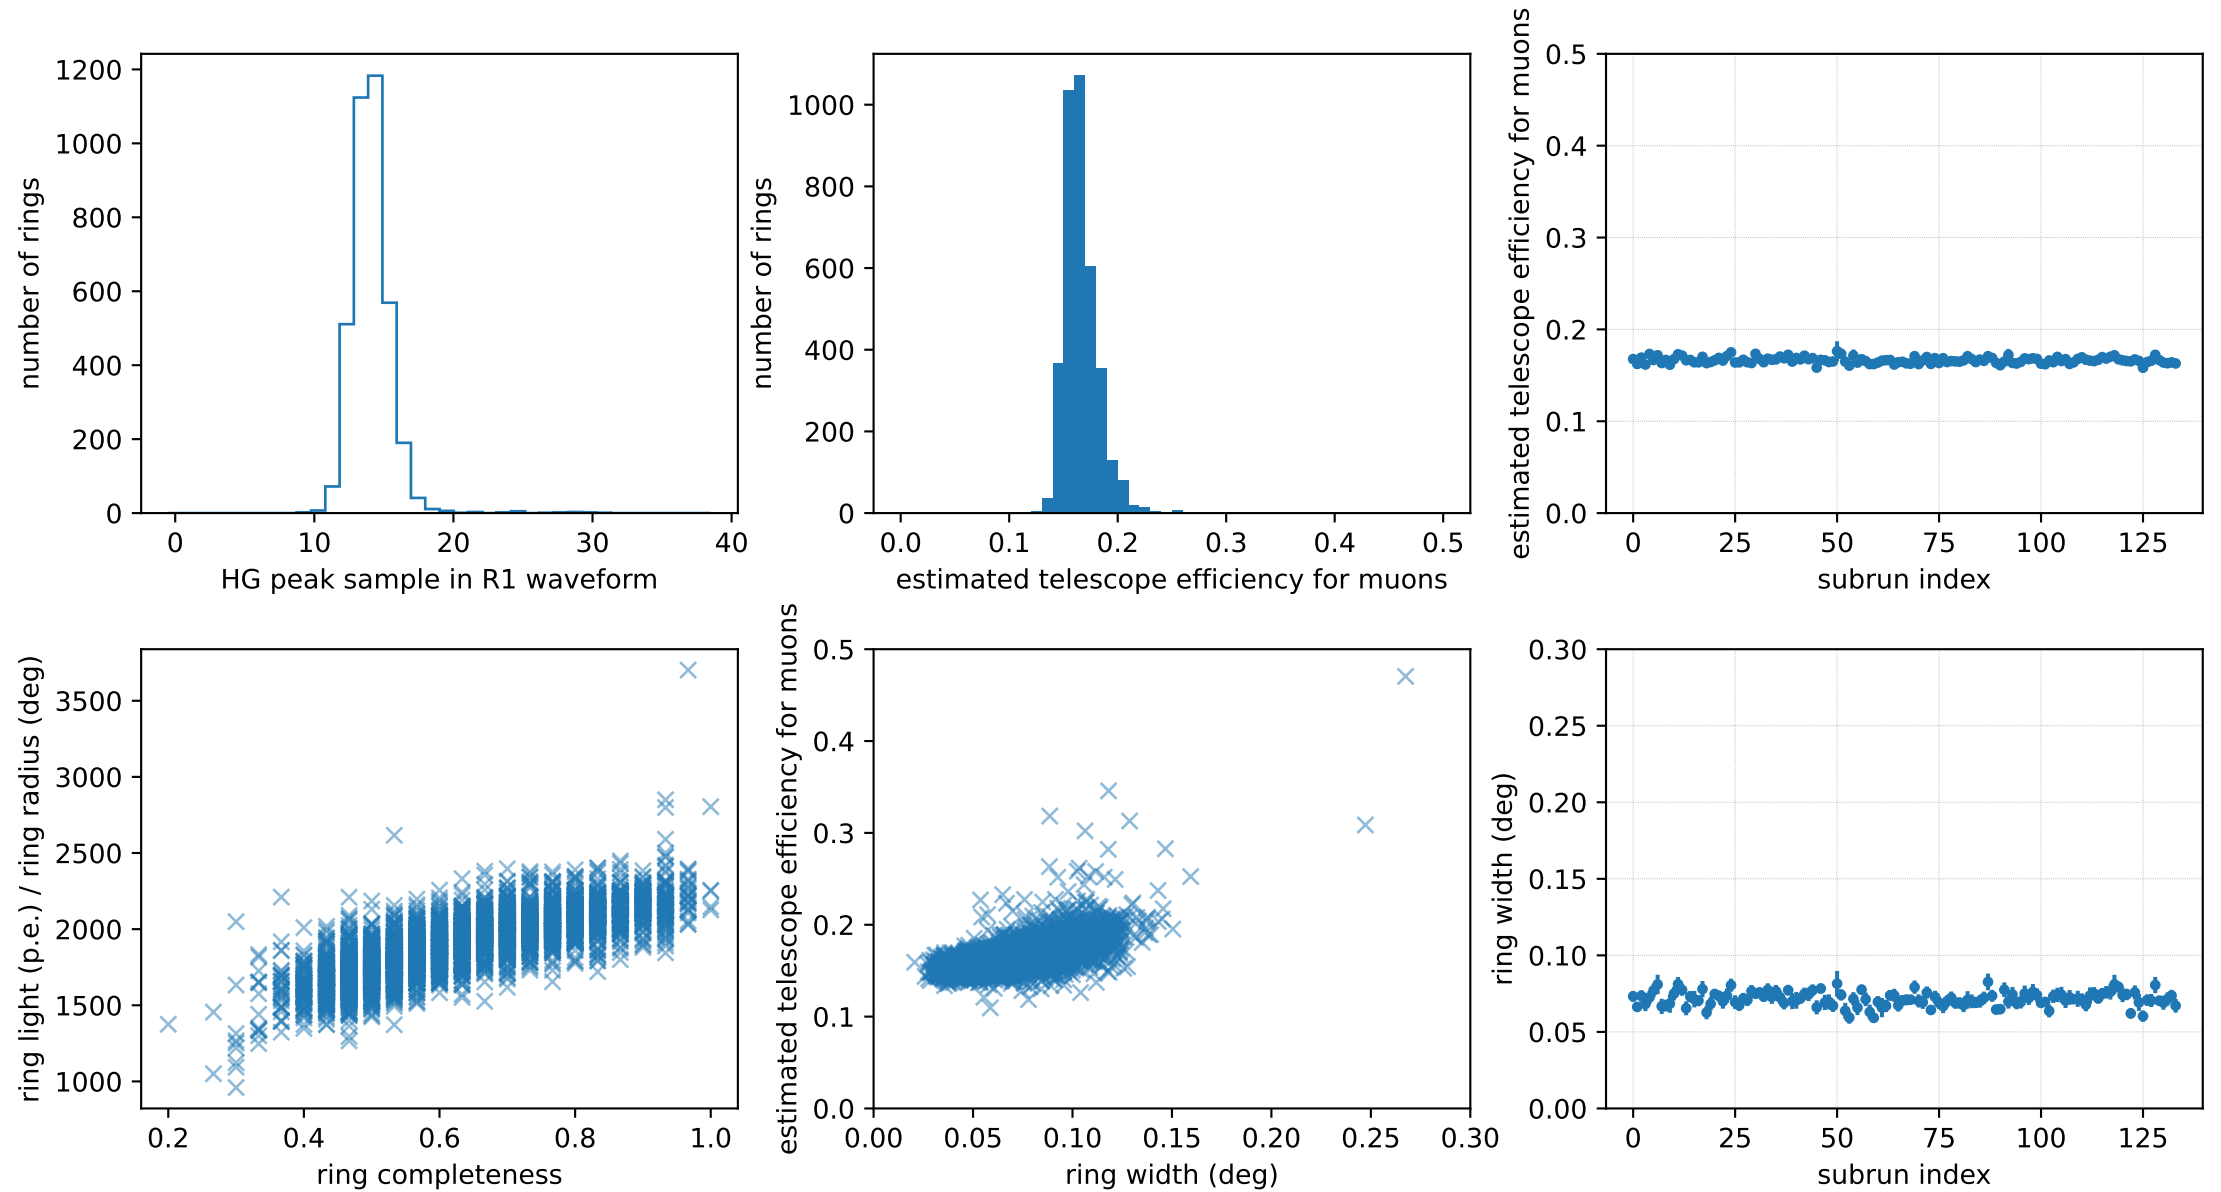 number of rings
1200
1000
800
600
400
200
0
0 10 20 30 40
HG peak sample in R1 waveform
number of rings
1000
800
600
400
200
0
0.0 0.1 0.2 0.3 0.4 0.5
estimated telescope efficiency for muons
estimated telescope efficiency for muons
0.5
0.4
0.3
0.2
0.1
0.0
0 25 50 75 100 125
subrun index
ring light (p.e.) / ring radius (deg)
3500
3000
2500
2000
1500
1000
0.2 0.4 0.6 0.8 1.0
ring completeness
estimated telescope efficiency for muons
0.5
0.4
0.3
0.2
0.1
0.0
0.00 0.05 0.10 0.15 0.20 0.25 0.30
ring width (deg)
ring width (deg)
0.30
0.25
0.20
0.15
0.10
0.05
0.00
0 25 50 75 100 125
subrun index